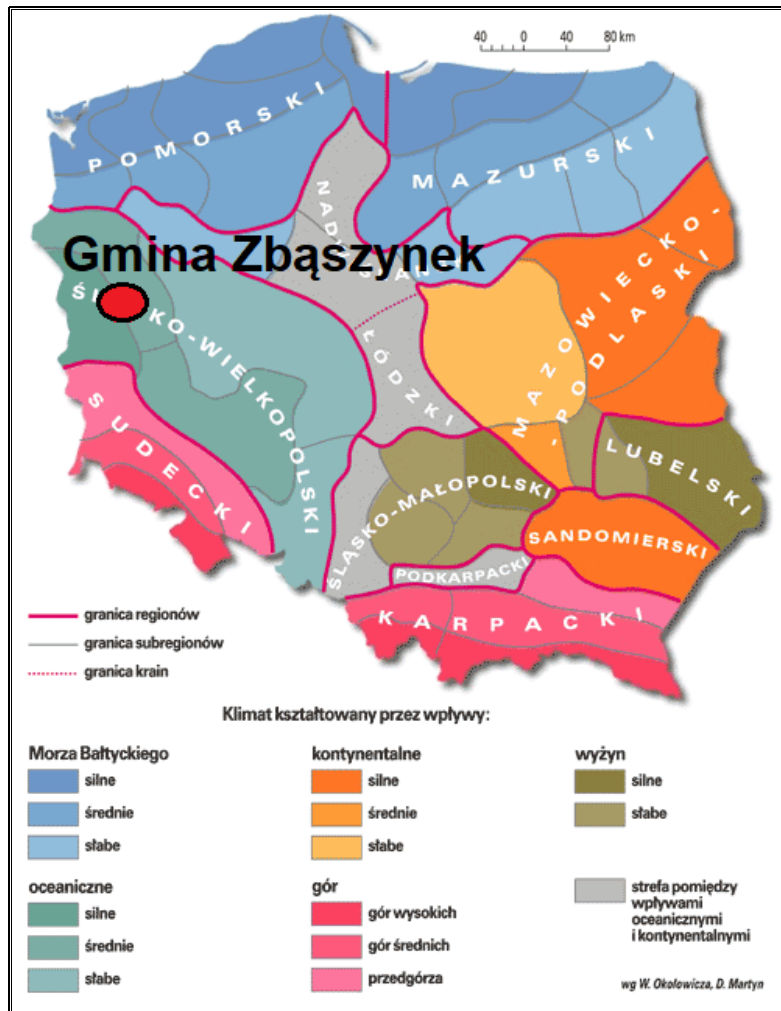 40 0 40 80 km
POMORSKI
MAZURSKI
Gmina Zbąszynek
MAZOWIECKO-
-PODLASKI
ŁÓDZKI
SUDECKI
LUBELSKI
ŚLĄSKO-MAŁOPOLSKI
SANDOMIERSKI
PODKARPACKI
KARPACKI
granica regionów
granica subregionów
granica krain
Klimat kształtowany przez wpływy:
Morza Bałtyckiego
silne
średnie
słabe
kontynentalne
silne
średnie
słabe
wyżyn
silne
słabe
oceaniczne
silne
średnie
słabe
gór
gór wysokich
gór średnich
przedgórza
strefa pomiędzy
wpływami
oceanicznymi
i kontynentalnymi
wg W. Okołowicza, D. Martyn